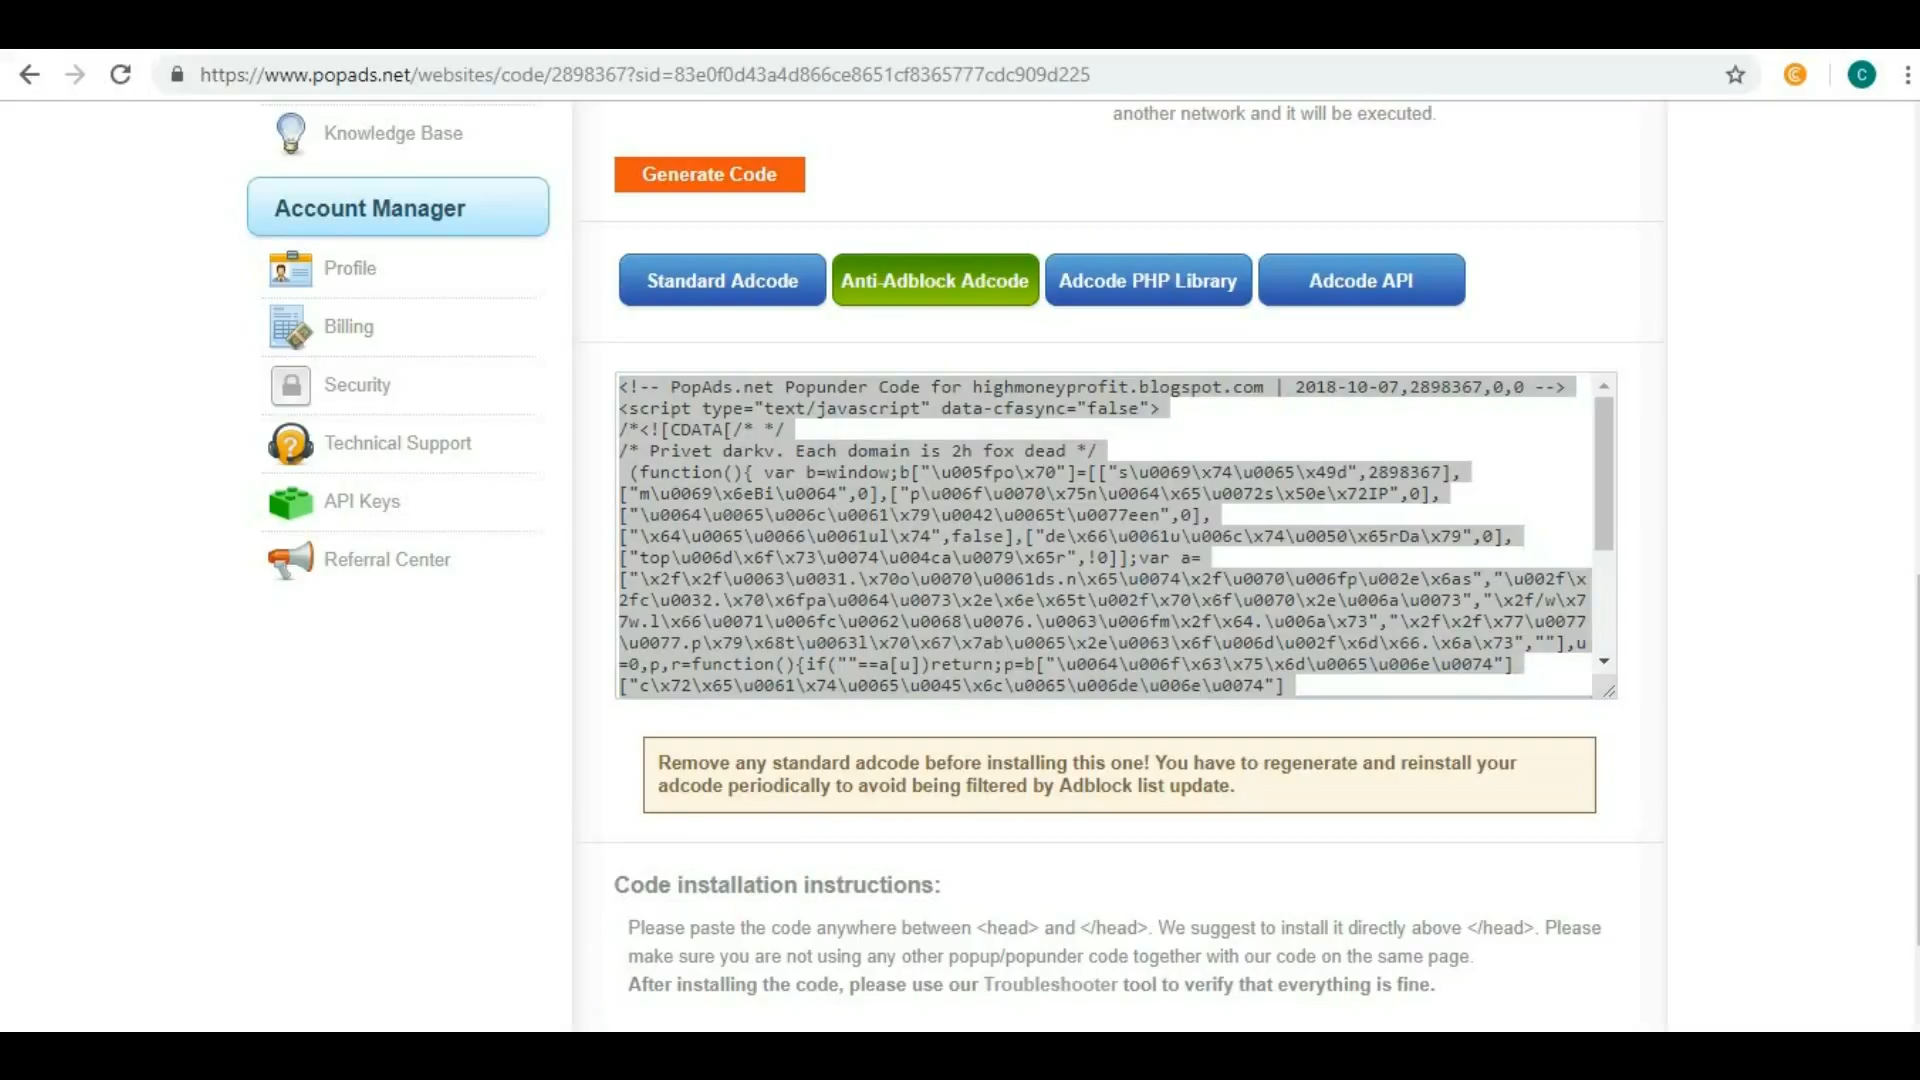 https://www.popads.net/websites/code/2898367?sid=83e0f0d43a4d866ce8651cf8365777cdc909d225
C
another network and it will be executed.
Knowledge Base
Generate Code
Account Manager
Profile
Billing
Security
Technical Support
API Keys
Referral Center
Standard Adcode
Anti-Adblock Adcode
Adcode PHP Library
Adcode API
<!-- PopAds.net Popunder Code for highmoneyprofit.blogspot.com | 2018-10-07,2898367,0,0 -->
<script type="text/javascript" data-cfasync="false">
/*<![CDATA[/* */
/* Privet darkv. Each domain is 2h fox dead */
(function(){ var b=window;b["\u005fpo\x70"]=[["s\u0069\x74\u0065\x49d",2898367],
["m\u0069\x6eBi\u0064",0],["p\u006f\u0070\x75n\u0064\x65\u0072s\x50e\x72IP",0],
["\u0064\u0065\u006c\u0061\x79\u0042\u0065t\u0077een",0],
["\x64\u0065\u0066\u0061ul\x74",false],["de\x66\u0061u\u006c\x74\u0050\x65rDa\x79",0],
["top\u006d\x6f\x73\u0074\u004ca\u0079\x65r",!0]];var a=
["\x2f\x2f\u0063\u0031.\x70o\u0070\u0061ds.n\x65\u0074\x2f\u0070\u006fp\u002e\x6as","\u002f\x
2fc\u0032.\x70\x6fpa\u0064\u0073\x2e\x6e\x65t\u002f\x70\x6f\u0070\x2e\u006a\u0073","\x2f/w\x7
7w.l\x66\u0071\u006fc\u0062\u0068\u0076.\u0063\u006fm\x2f\x64.\u006a\x73","\x2f\x2f\x77\u0077
\u0077.p\x79\x68t\u0063l\x70\x67\x7ab\u0065\x2e\u0063\x6f\u006d\u002f\x6d\x66.\x6a\x73",""],u
=0,p,r=function(){if(""==a[u])return;p=b["\u0064\u006f\x63\x75\x6d\u0065\u006e\u0074"]
["c\x72\x65\u0061\x74\u0065\u0045\x6c\u0065\u006de\u006e\u0074"]
Remove any standard adcode before installing this one! You have to regenerate and reinstall your
adcode periodically to avoid being filtered by Adblock list update.
Code installation instructions:
Please paste the code anywhere between <head> and </head>. We suggest to install it directly above </head>. Please
make sure you are not using any other popup/popunder code together with our code on the same page.
After installing the code, please use our Troubleshooter tool to verify that everything is fine.